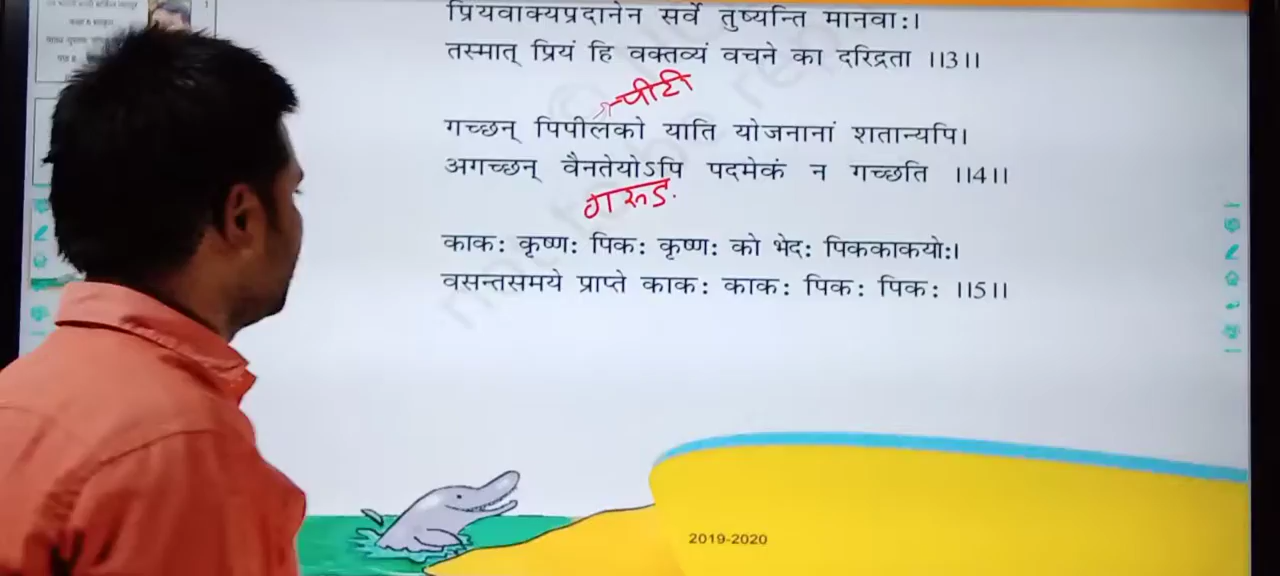 प्रियवाक्यप्रदानेन सर्वे तुष्यन्ति मानवाः।
तस्मात् प्रियं हि वक्तव्यं वचने का दरिद्रता ।।3।।
चीटी
गच्छन् पिपीलको याति योजनानां शतान्यपि।
अगच्छन् वैनतेयोऽपि पदमेकं न गच्छति ।।4।।
गरुड
काकः कृष्णः पिकः कृष्णः को भेदः पिककाकयोः।
वसन्तसमये प्राप्ते काकः काकः पिकः पिकः ।।5।।
2019-2020